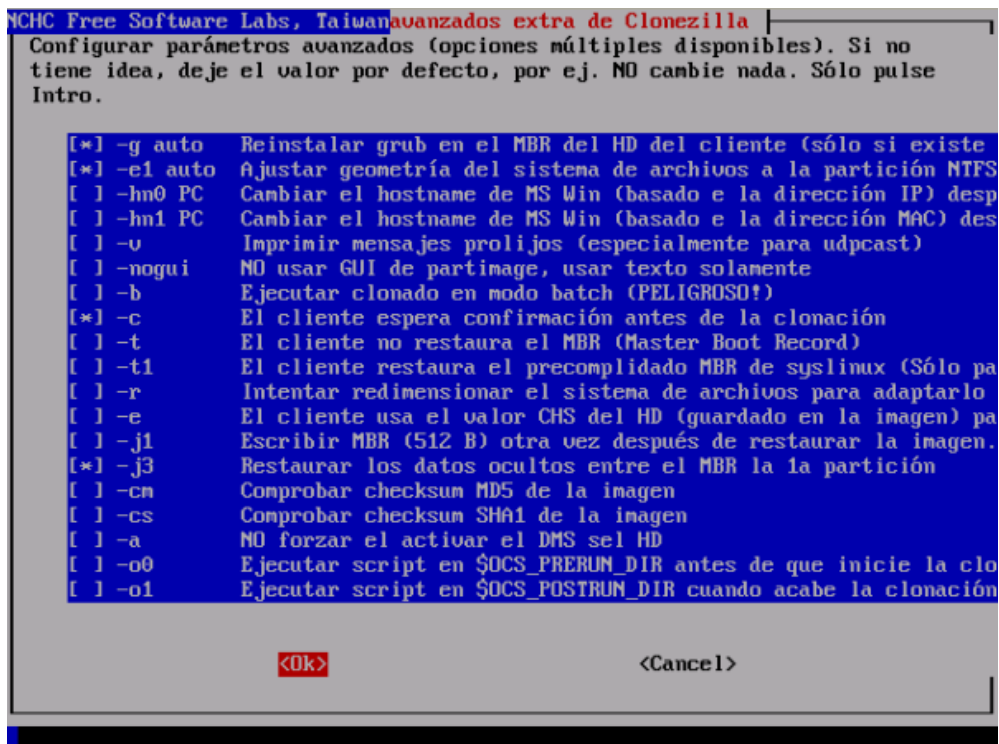 NCHC Free Software Labs, Taiwanavanzados extra de Clonezilla
Configurar parámetros avanzados (opciones múltiples disponibles). Si no
tiene idea, deje el valor por defecto, por ej. NO cambie nada. Sólo pulse
Intro.
[*] -g auto Reinstalar grub en el MBR del HD del cliente (sólo si existe
[*] -e1 auto Ajustar geometría del sistema de archivos a la partición NTFS
[ ] -hn0 PC Cambiar el hostname de MS Win (basado e la dirección IP) desp
[ ] -hn1 PC Cambiar el hostname de MS Win (basado e la dirección MAC) des
[ ] -v Imprimir mensajes prolijos (especialmente para udpcast)
[ ] -nogui NO usar GUI de partimage, usar texto solamente
[ ] -b Ejecutar clonado en modo batch (PELIGROSO!)
[*] -c El cliente espera confirmación antes de la clonación
[ ] -t El cliente no restaura el MBR (Master Boot Record)
[ ] -t1 El cliente restaura el precomplidado MBR de syslinux (Sólo pa
[ ] -r Intentar redimensionar el sistema de archivos para adaptarlo
[ ] -e El cliente usa el valor CHS del HD (guardado en la imagen) pa
[ ] -j1 Escribir MBR (512 B) otra vez después de restaurar la imagen.
[*] -j3 Restaurar los datos ocultos entre el MBR la 1a partición
[ ] -cm Comprobar checksum MD5 de la imagen
[ ] -cs Comprobar checksum SHA1 de la imagen
[ ] -a NO forzar el activar el DMS sel HD
[ ] -o0 Ejecutar script en $OCS_PRERUN_DIR antes de que inicie la clo
[ ] -o1 Ejecutar script en $OCS_POSTRUN_DIR cuando acabe la clonación
<Ok> <Cancel>